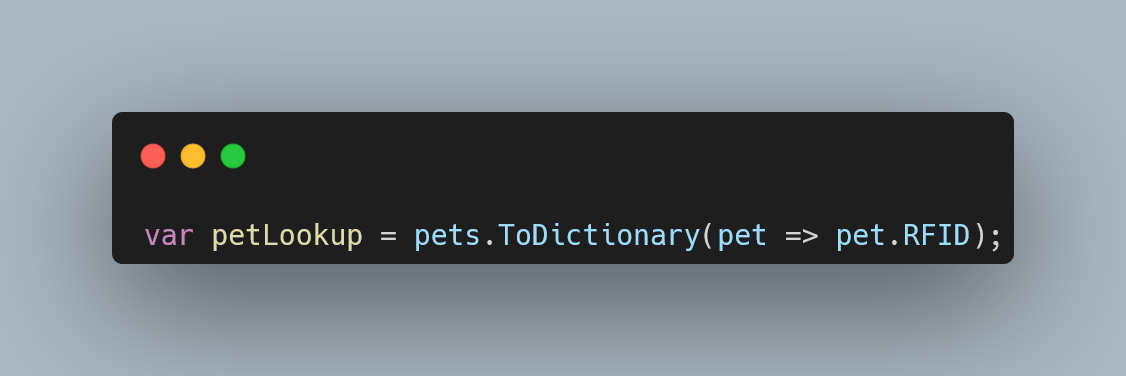 var petLookup = pets.ToDictionary(pet => pet.RFID);